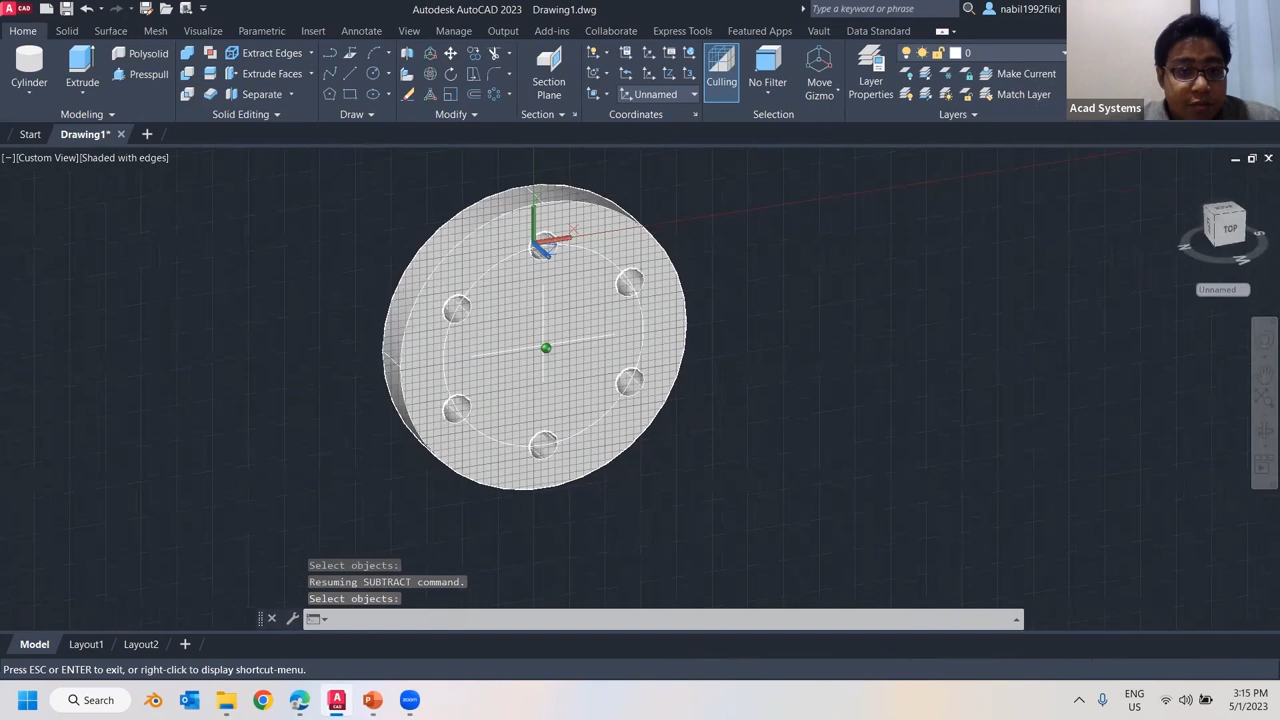 CAD
Autodesk AutoCAD 2023 Drawing1.dwg
Type a keyword or phrase
nabil1992fikri
Home Solid Surface Mesh Visualize Parametric Insert Annotate View Manage Output Add-ins Collaborate Express Tools Featured Apps Vault Data Standard
Polysolid Extract Edges 0
Cylinder Extrude Presspull Extrude Faces Section Plane Culling No Filter Move Gizmo Layer Properties Make Current
Separate Unnamed Match Layer
Modeling Solid Editing Draw Modify Section Coordinates Selection Layers
Acad Systems
Start Drawing1*
[−][Custom View][Shaded with edges]
TOP
Unnamed
Select objects:
Resuming SUBTRACT command.
Select objects:
Model Layout1 Layout2
Press ESC or ENTER to exit, or right-click to display shortcut-menu.
Search
ENG
US
3:15 PM
5/1/2023